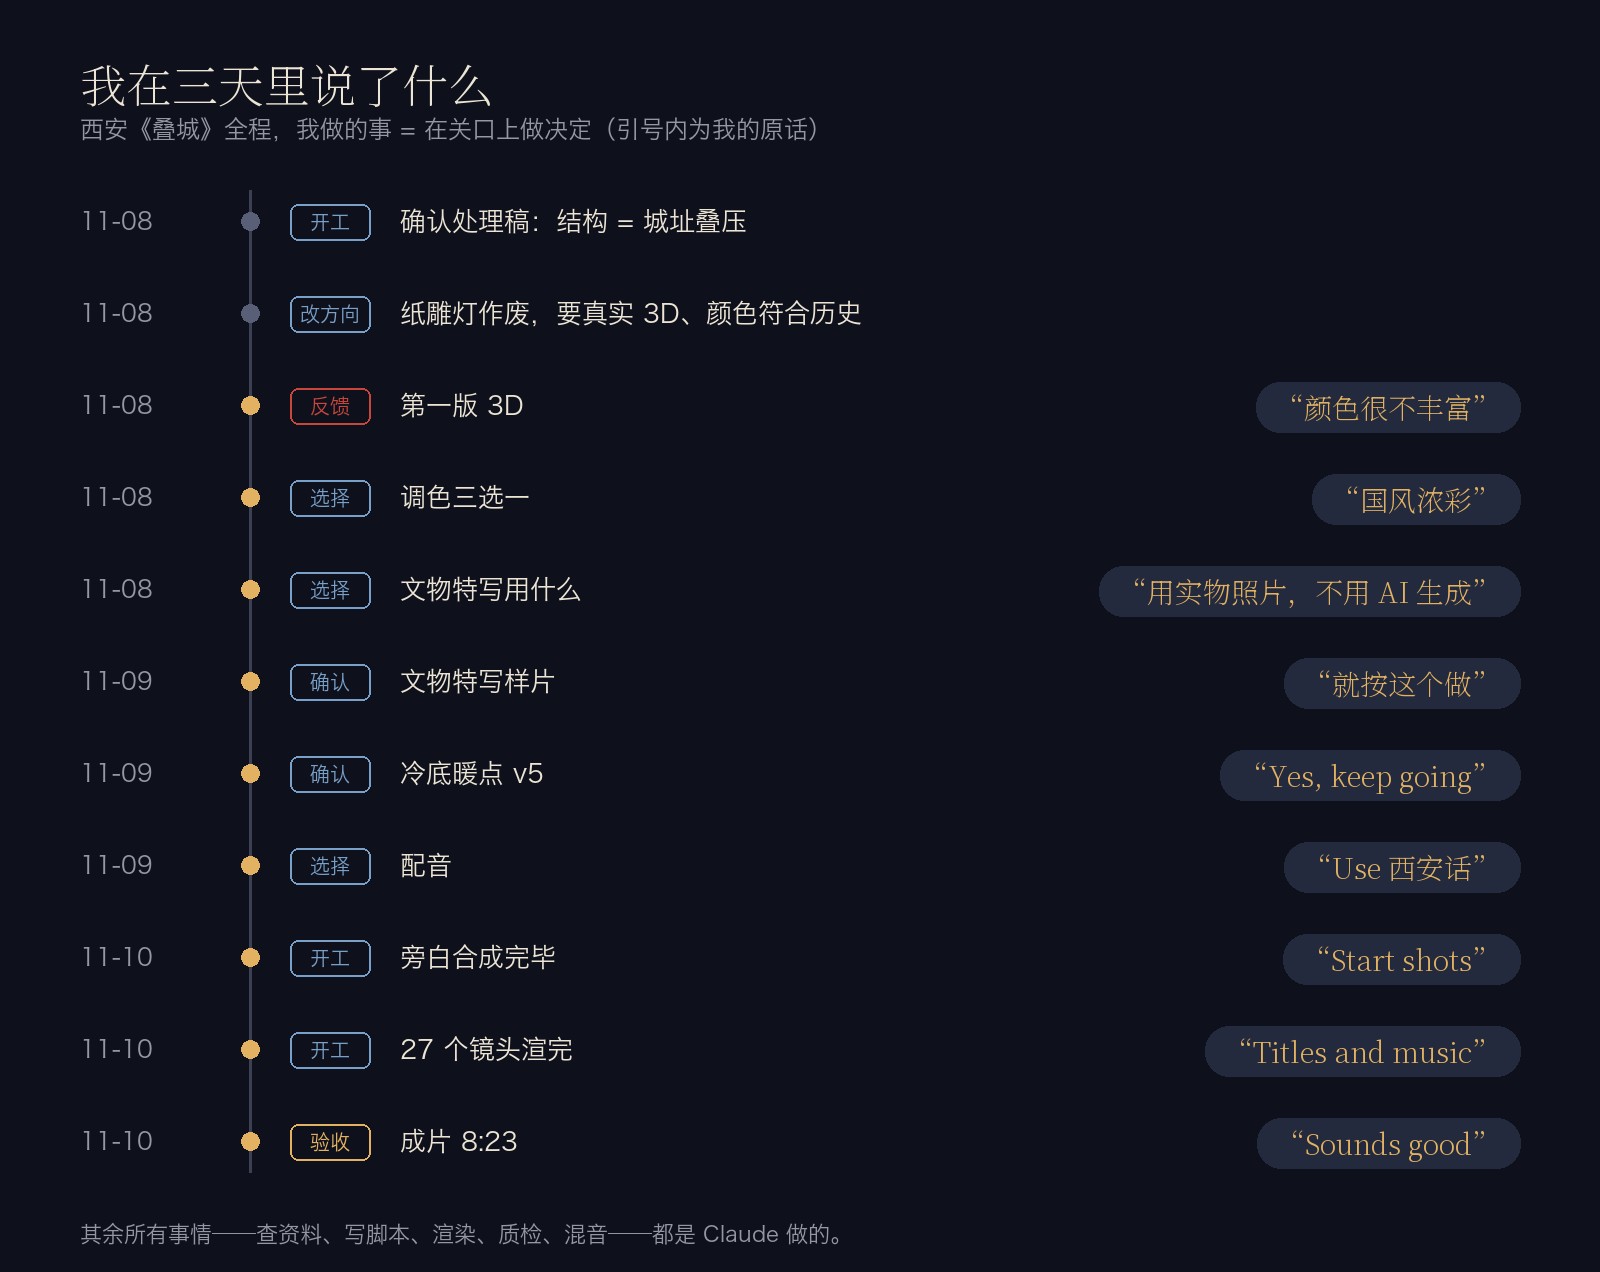 我在三天里说了什么
西安《叠城》全程，我做的事 = 在关口上做决定（引号内为我的原话）
11-08 开工 确认处理稿：结构 = 城址叠压
11-08 改方向 纸雕灯作废，要真实 3D、颜色符合历史
11-08 反馈 第一版 3D “颜色很不丰富”
11-08 选择 调色三选一 “国风浓彩”
11-08 选择 文物特写用什么 “用实物照片，不用 AI 生成”
11-09 确认 文物特写样片 “就按这个做”
11-09 确认 冷底暖点 v5 “Yes, keep going”
11-09 选择 配音 “Use 西安话”
11-10 开工 旁白合成完毕 “Start shots”
11-10 开工 27 个镜头渲完 “Titles and music”
11-10 验收 成片 8:23 “Sounds good”
其余所有事情——查资料、写脚本、渲染、质检、混音——都是 Claude 做的。